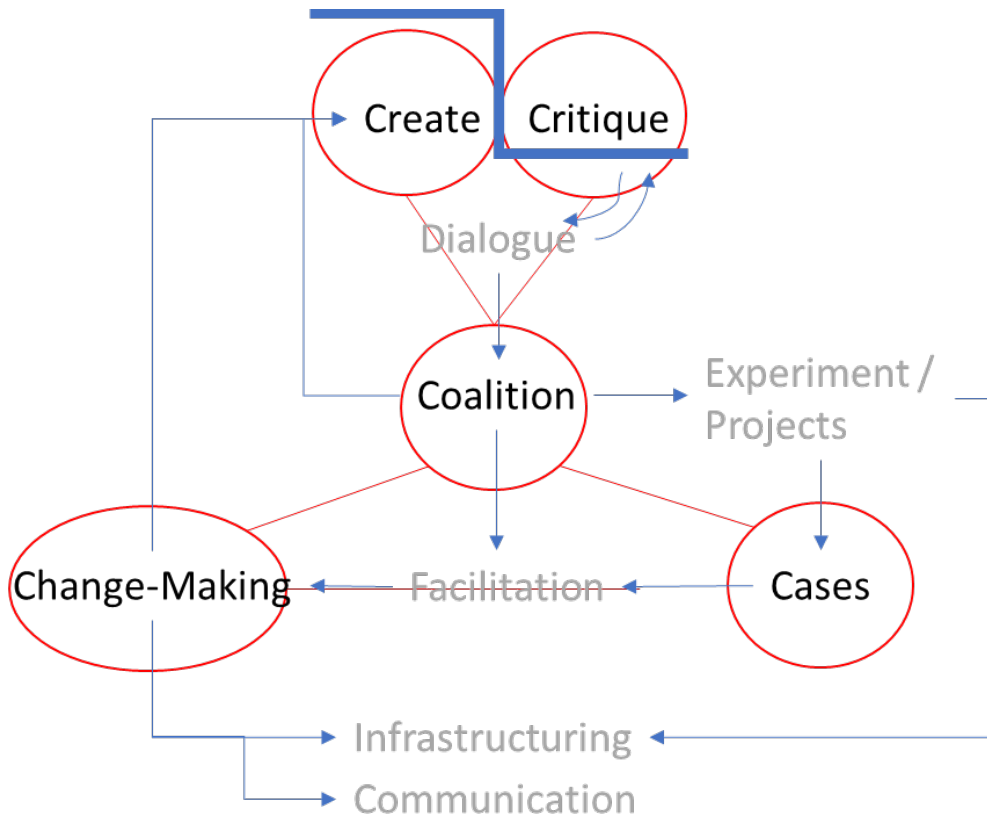 Create
Critique
Dialogue
Coalition
Experiment /
Projects
Change-Making
Facilitation
Cases
Infrastructuring
Communication